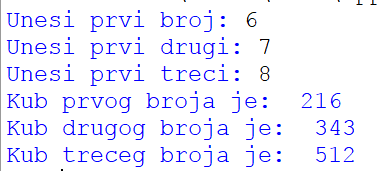 Unesi prvi broj: 6
Unesi prvi drugi: 7
Unesi prvi treci: 8
Kub prvog broja je:  216
Kub drugog broja je:  343
Kub treceg broja je:  512